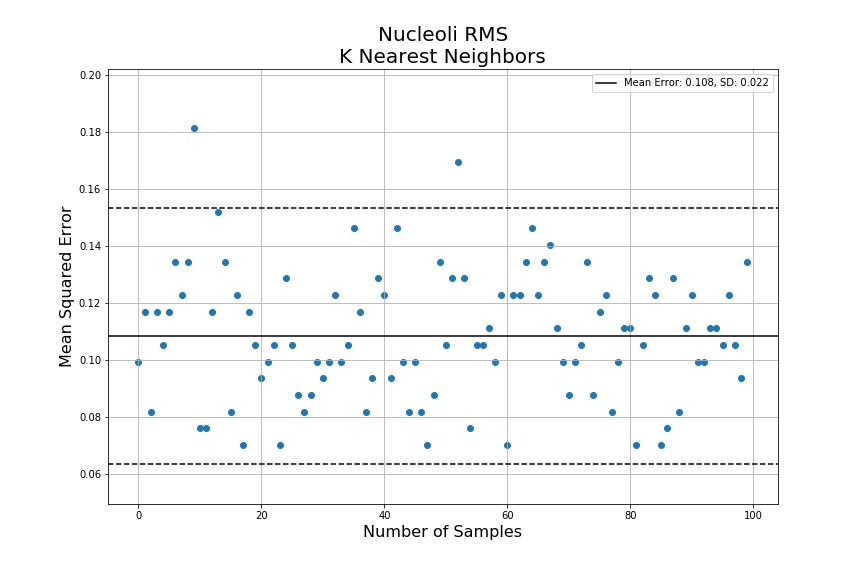 Nucleoli RMS
K Nearest Neighbors
Mean Error: 0.108, SD: 0.022
Mean Squared Error
0.20
0.18
0.16
0.14
0.12
0.10
0.08
0.06
0 20 40 60 80 100
Number of Samples